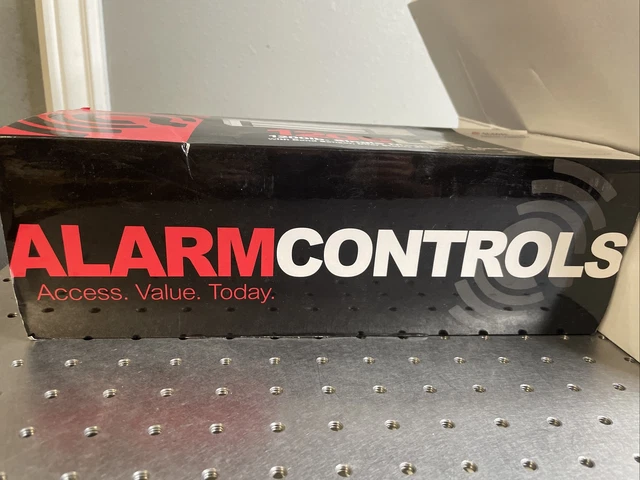 ALARMCONTROLS
Access. Value. Today.